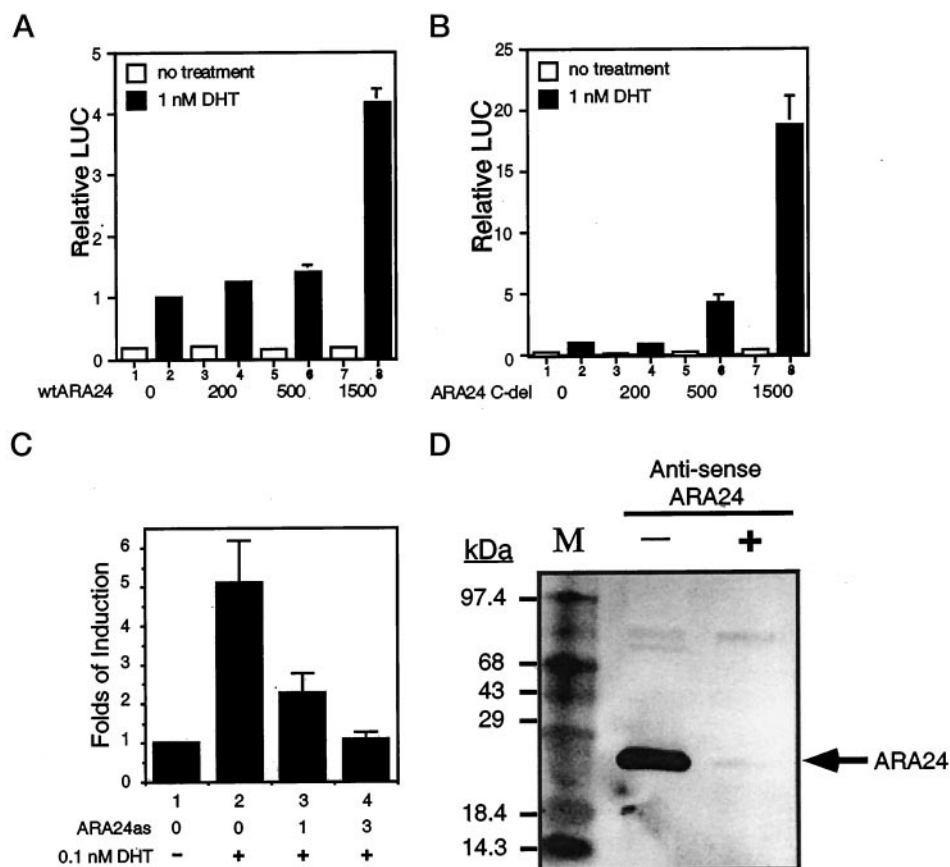 A
5
4
3
2
1
0
Relative LUC
no treatment
1 nM DHT
1 2 3 4 5 6 7 8
wtARA24 0 200 500 1500
B
25
20
15
10
5
0
Relative LUC
no treatment
1 nM DHT
1 2 3 4 5 6 7 8
ARA24 C-del 0 200 500 1500
C
6
5
4
3
2
1
0
Folds of Induction
1 2 3 4
ARA24as 0 0 1 3
0.1 nM DHT − + + +
D
Anti-sense
ARA24
kDa M − +
97.4
68
43
29
18.4
14.3
ARA24